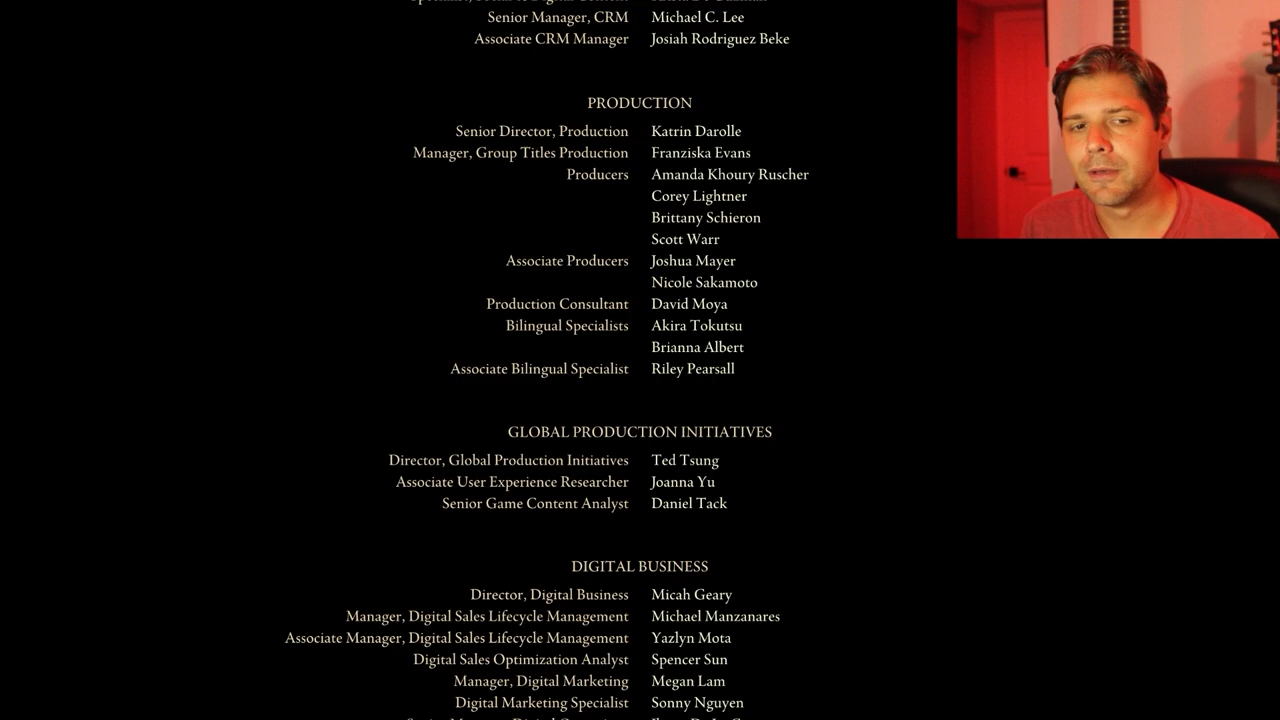 Senior Manager, CRM Michael C. Lee
Associate CRM Manager Josiah Rodriguez Beke
PRODUCTION
Senior Director, Production Katrin Darolle
Manager, Group Titles Production Franziska Evans
Producers Amanda Khoury Ruscher
Corey Lightner
Brittany Schieron
Scott Warr
Associate Producers Joshua Mayer
Nicole Sakamoto
Production Consultant David Moya
Bilingual Specialists Akira Tokutsu
Brianna Albert
Associate Bilingual Specialist Riley Pearsall
GLOBAL PRODUCTION INITIATIVES
Director, Global Production Initiatives Ted Tsung
Associate User Experience Researcher Joanna Yu
Senior Game Content Analyst Daniel Tack
DIGITAL BUSINESS
Director, Digital Business Micah Geary
Manager, Digital Sales Lifecycle Management Michael Manzanares
Associate Manager, Digital Sales Lifecycle Management Yazlyn Mota
Digital Sales Optimization Analyst Spencer Sun
Manager, Digital Marketing Megan Lam
Digital Marketing Specialist Sonny Nguyen